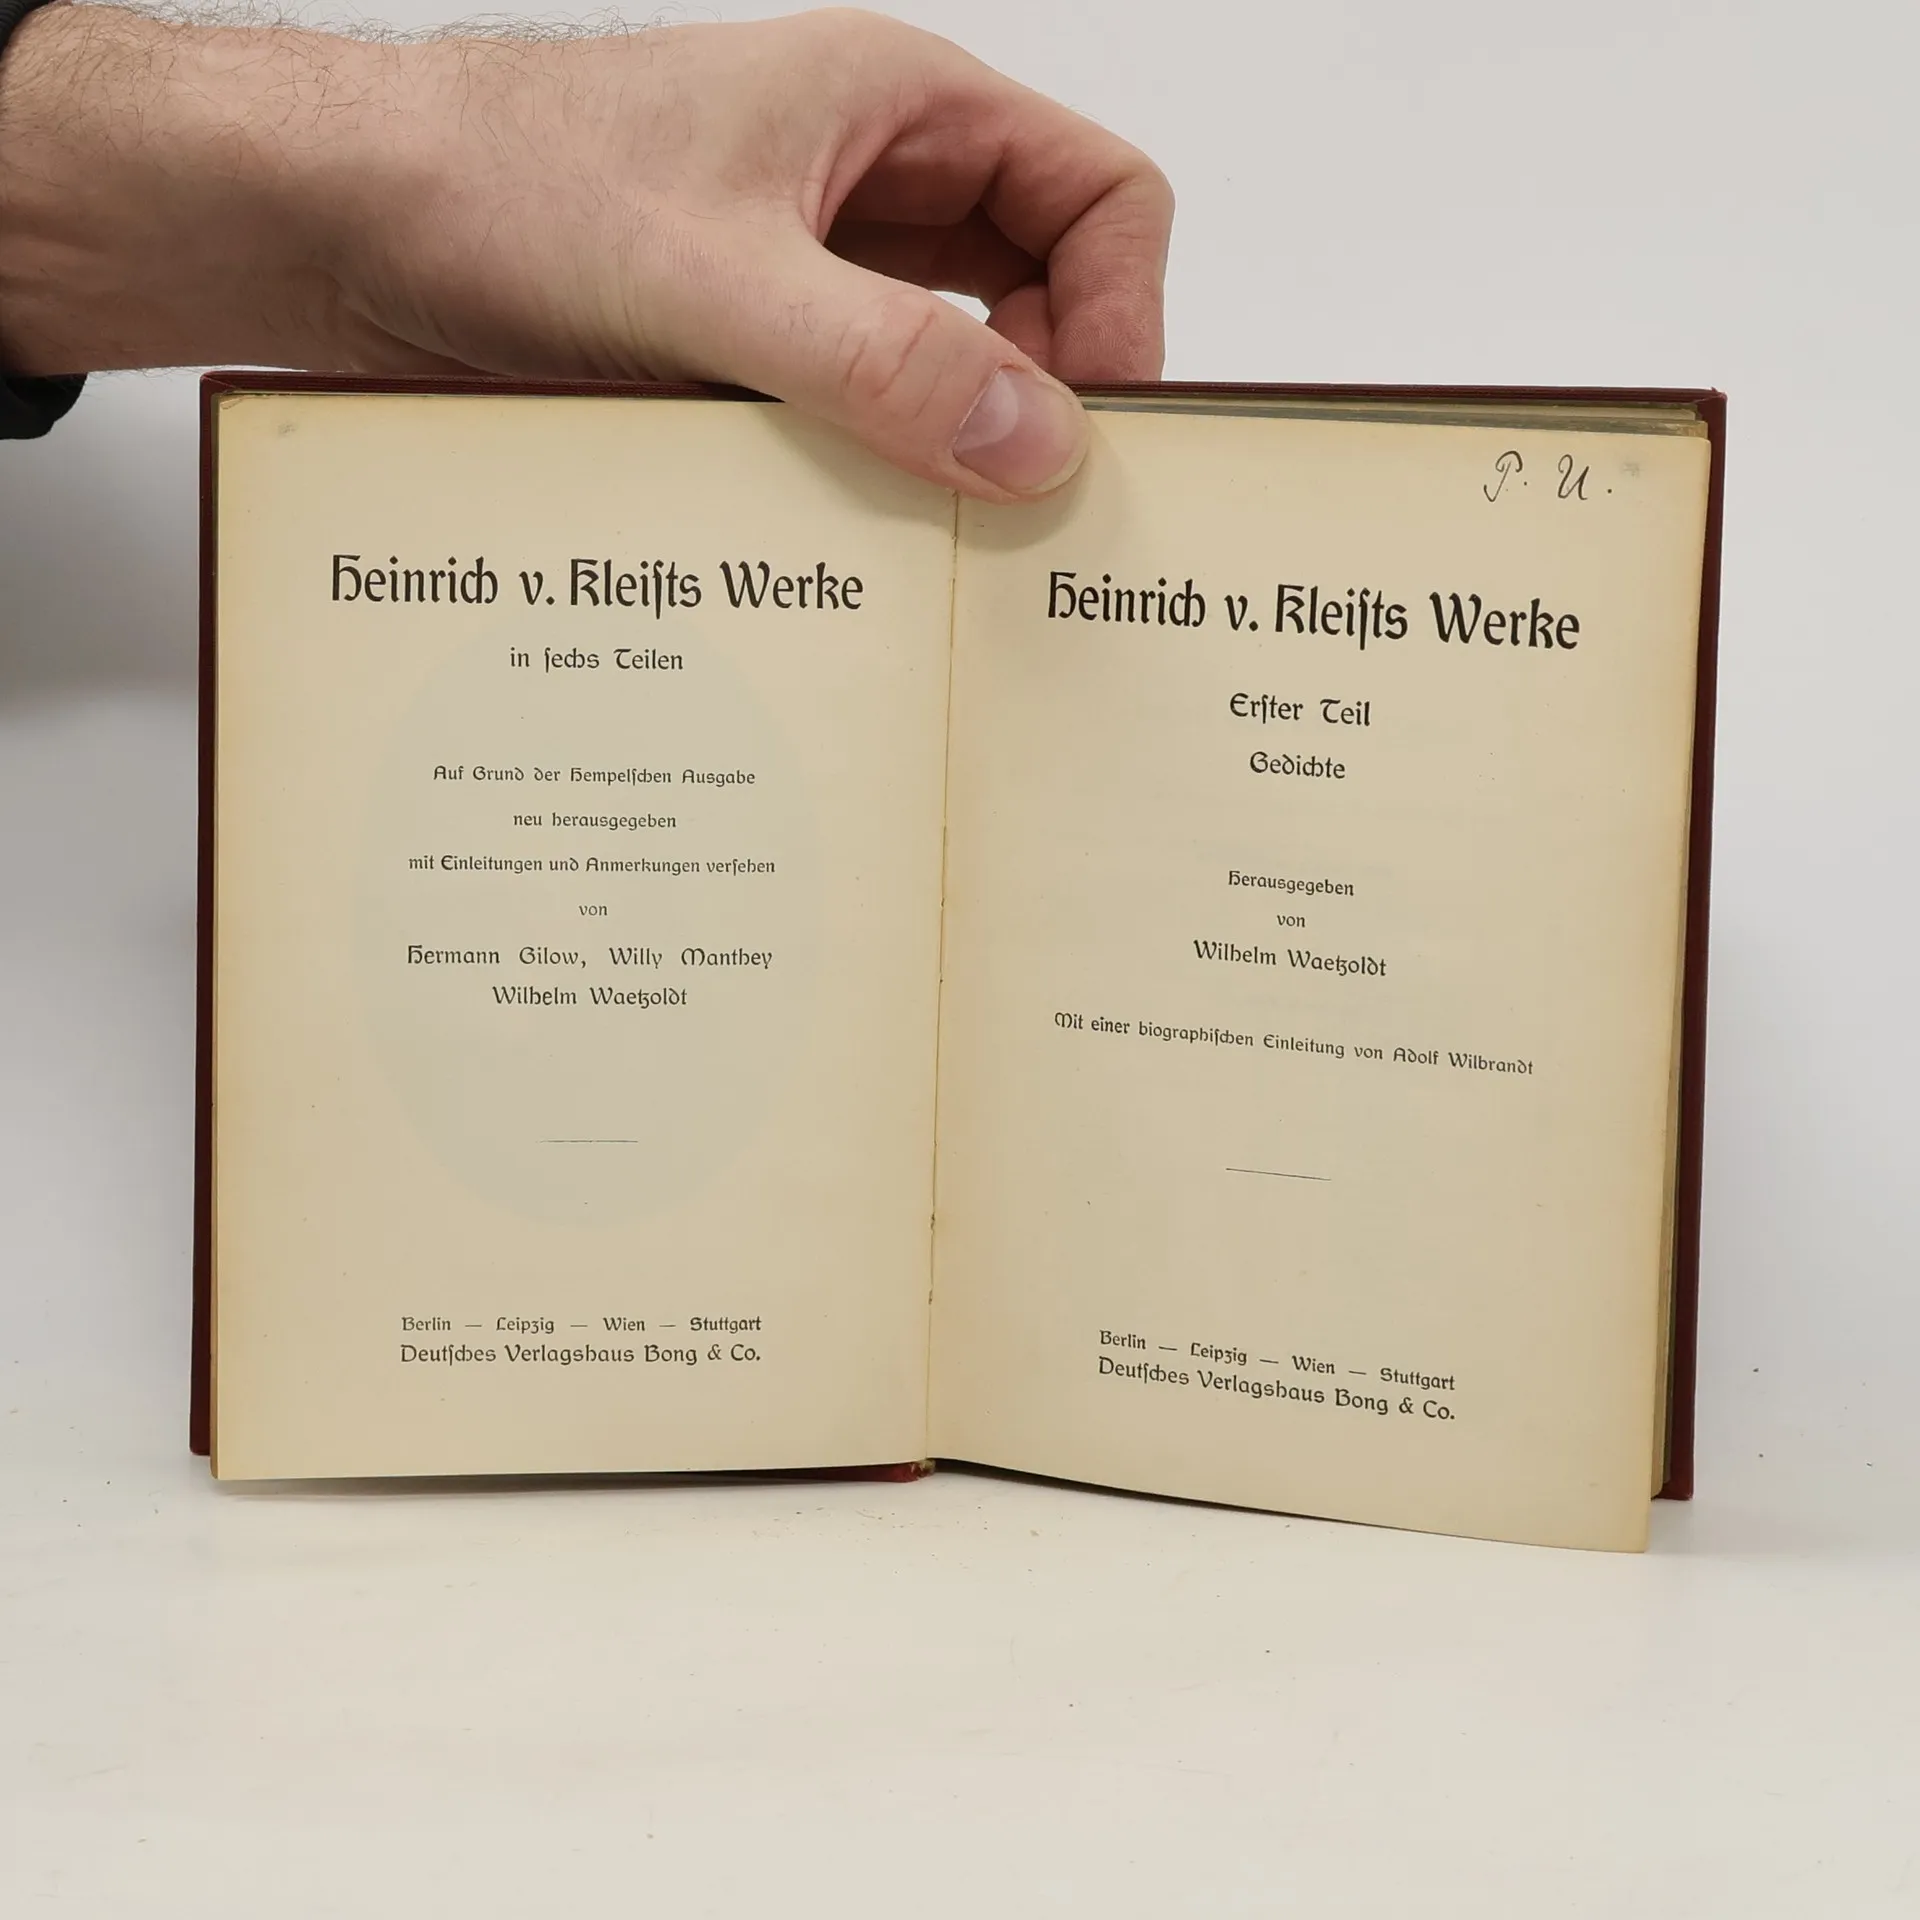 Heinrich v. Kleiſts Werke
in ſechs Teilen
Auf Grund der Hempelſchen Ausgabe
neu herausgegeben
mit Einleitungen und Anmerkungen verſehen
von
Hermann Gilow, Willy Manthey
Wilhelm Waetzoldt
Berlin — Leipzig — Wien — Stuttgart
Deutſches Verlagshaus Bong & Co.
P. U.
Heinrich v. Kleiſts Werke
Erſter Teil
Gedichte
Herausgegeben
von
Wilhelm Waetzoldt
Mit einer biographiſchen Einleitung von Adolf Wilbrandt
Berlin — Leipzig — Wien — Stuttgart
Deutſches Verlagshaus Bong & Co.